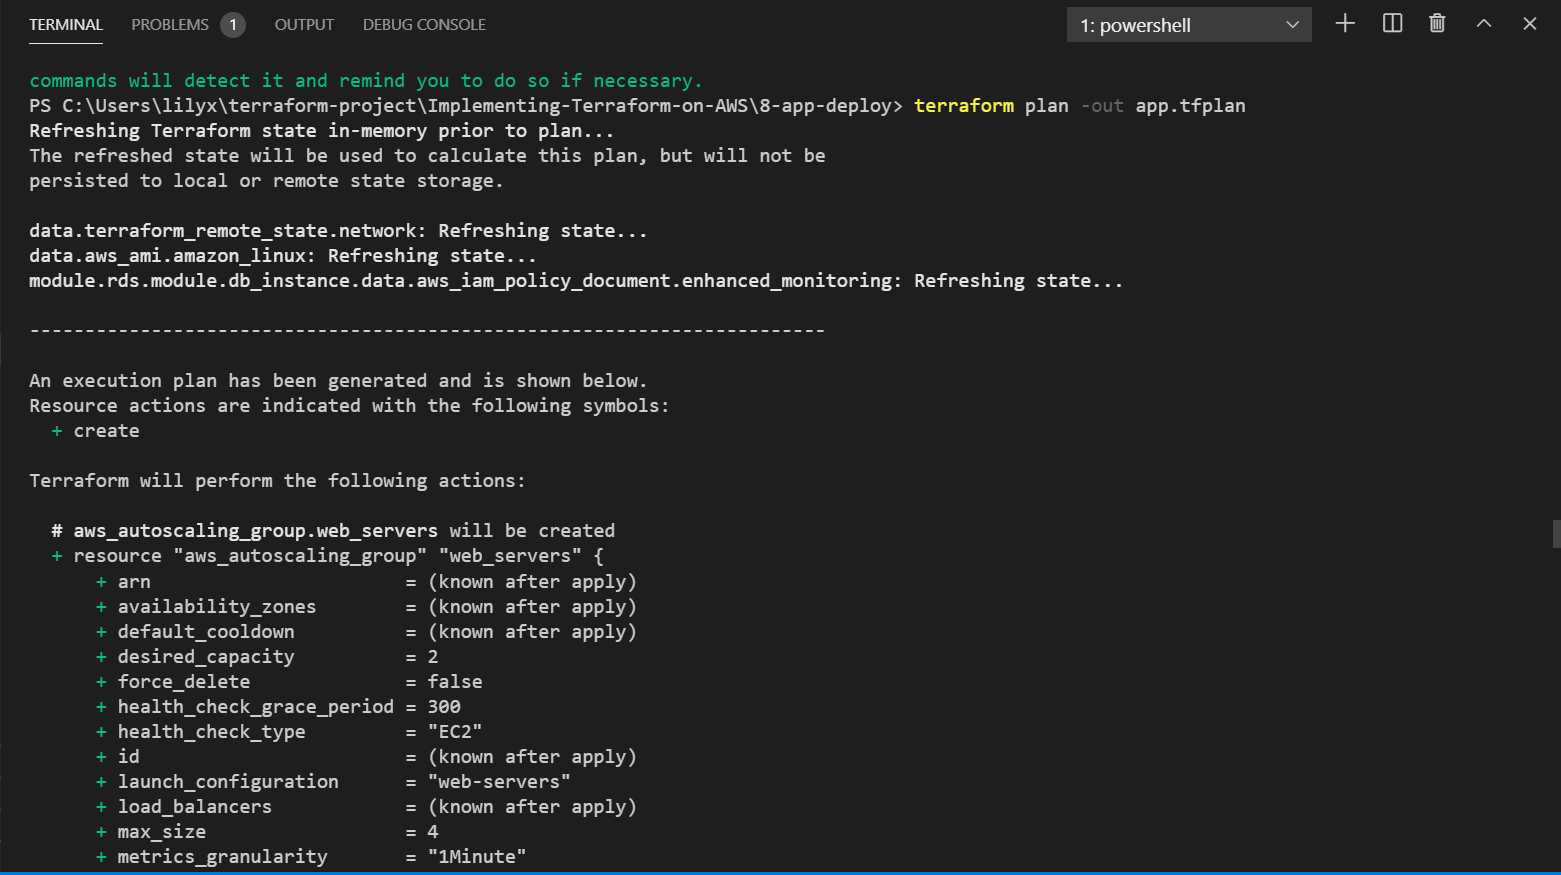 TERMINAL PROBLEMS 1 OUTPUT DEBUG CONSOLE 1: powershell
commands will detect it and remind you to do so if necessary.
PS C:\Users\lilyx\terraform-project\Implementing-Terraform-on-AWS\8-app-deploy> terraform plan -out app.tfplan
Refreshing Terraform state in-memory prior to plan...
The refreshed state will be used to calculate this plan, but will not be
persisted to local or remote state storage.
data.terraform_remote_state.network: Refreshing state...
data.aws_ami.amazon_linux: Refreshing state...
module.rds.module.db_instance.data.aws_iam_policy_document.enhanced_monitoring: Refreshing state...
------------------------------------------------------------------------
An execution plan has been generated and is shown below.
Resource actions are indicated with the following symbols:
  + create
Terraform will perform the following actions:
  # aws_autoscaling_group.web_servers will be created
  + resource "aws_autoscaling_group" "web_servers" {
      + arn                       = (known after apply)
      + availability_zones        = (known after apply)
      + default_cooldown          = (known after apply)
      + desired_capacity          = 2
      + force_delete              = false
      + health_check_grace_period = 300
      + health_check_type         = "EC2"
      + id                        = (known after apply)
      + launch_configuration      = "web-servers"
      + load_balancers            = (known after apply)
      + max_size                  = 4
      + metrics_granularity       = "1Minute"